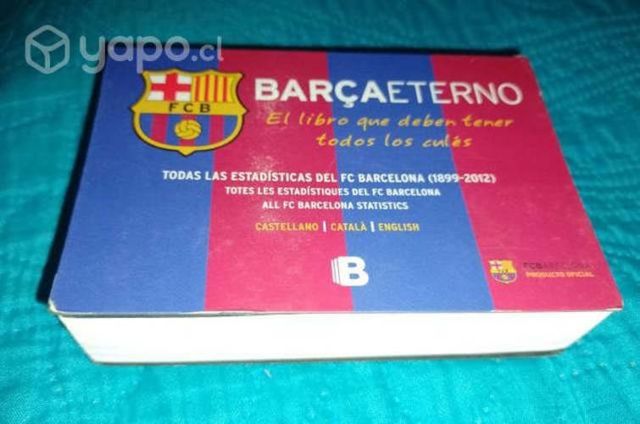 yapo.cl
FCB
BARÇAETERNO
El libro que deben tener
todos los culés
TODAS LAS ESTADÍSTICAS DEL FC BARCELONA (1899-2012)
TOTES LES ESTADÍSTIQUES DEL FC BARCELONA
ALL FC BARCELONA STATISTICS
CASTELLANO | CATALÀ | ENGLISH
B
FCBARCELONA
PRODUCTO OFICIAL